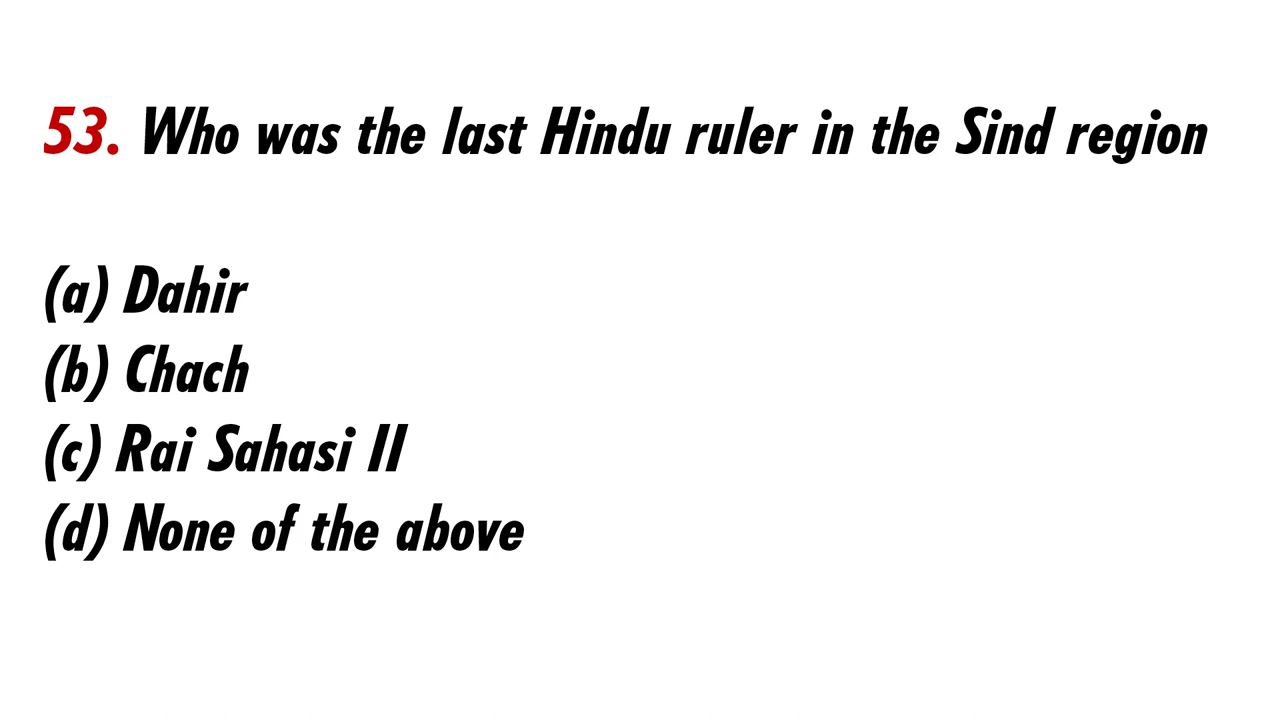 53. Who was the last Hindu ruler in the Sind region
(a) Dahir
(b) Chach
(c) Rai Sahasi II
(d) None of the above